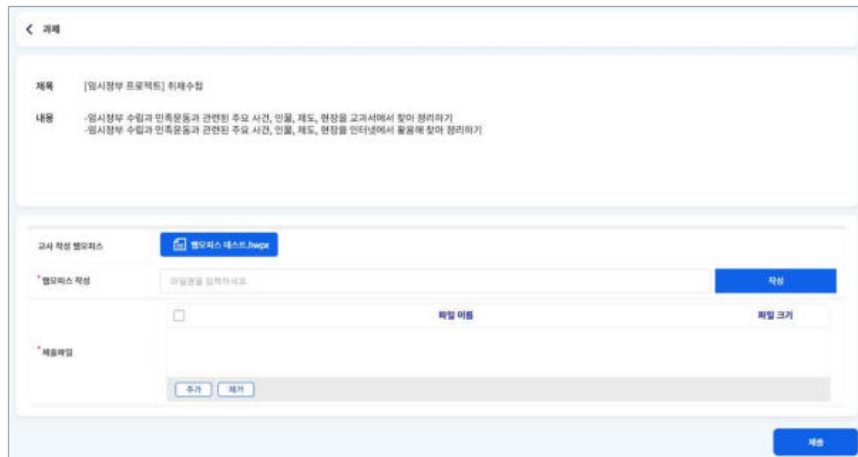 과제
제목 [임시정부 프로젝트] 취재수첩
내용 -임시정부 수립과 민족운동과 관련된 주요 사건, 인물, 제도, 현장을 교과서에서 찾아 정리하기
-임시정부 수립과 민족운동과 관련된 주요 사건, 인물, 제도, 현장을 인터넷에서 활용해 찾아 정리하기
교사 작성 웹오피스 웹오피스 테스트.hwpx
*웹오피스 작성 파일명을 입력하세요. 작성
파일 이름 파일 크기
*제출파일
추가 제거
제출